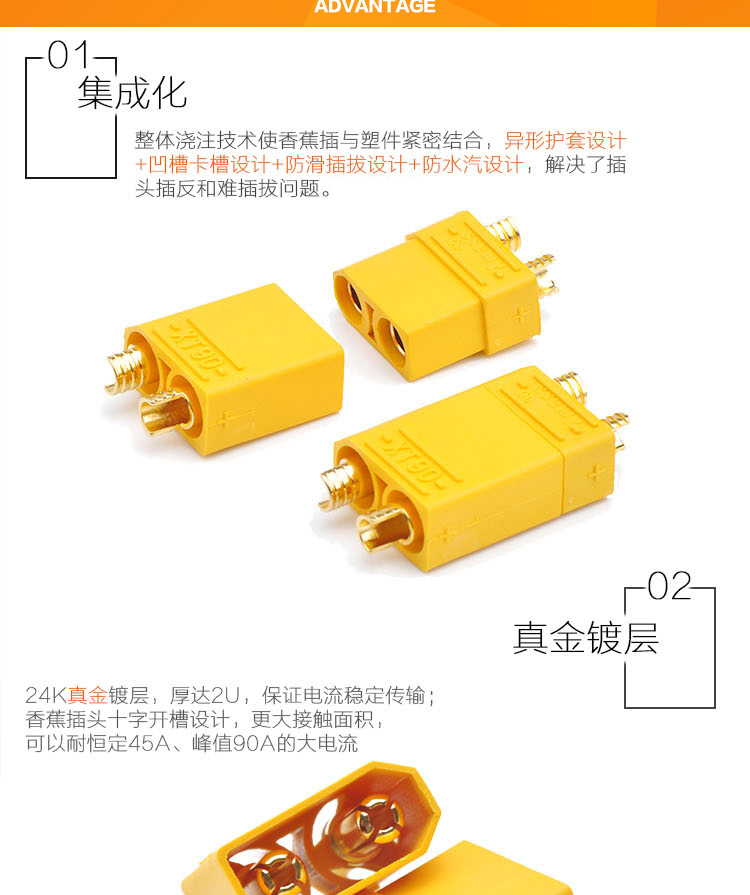 ADVANTAGE
01
集成化
整体浇注技术使香蕉插与塑件紧密结合，异形护套设计
+凹槽卡槽设计+防滑插拔设计+防水汽设计，解决了插
头插反和难插拔问题。
XT90
XT90
02
真金镀层
24K真金镀层，厚达2U，保证电流稳定传输；
香蕉插头十字开槽设计，更大接触面积，
可以耐恒定45A、峰值90A的大电流